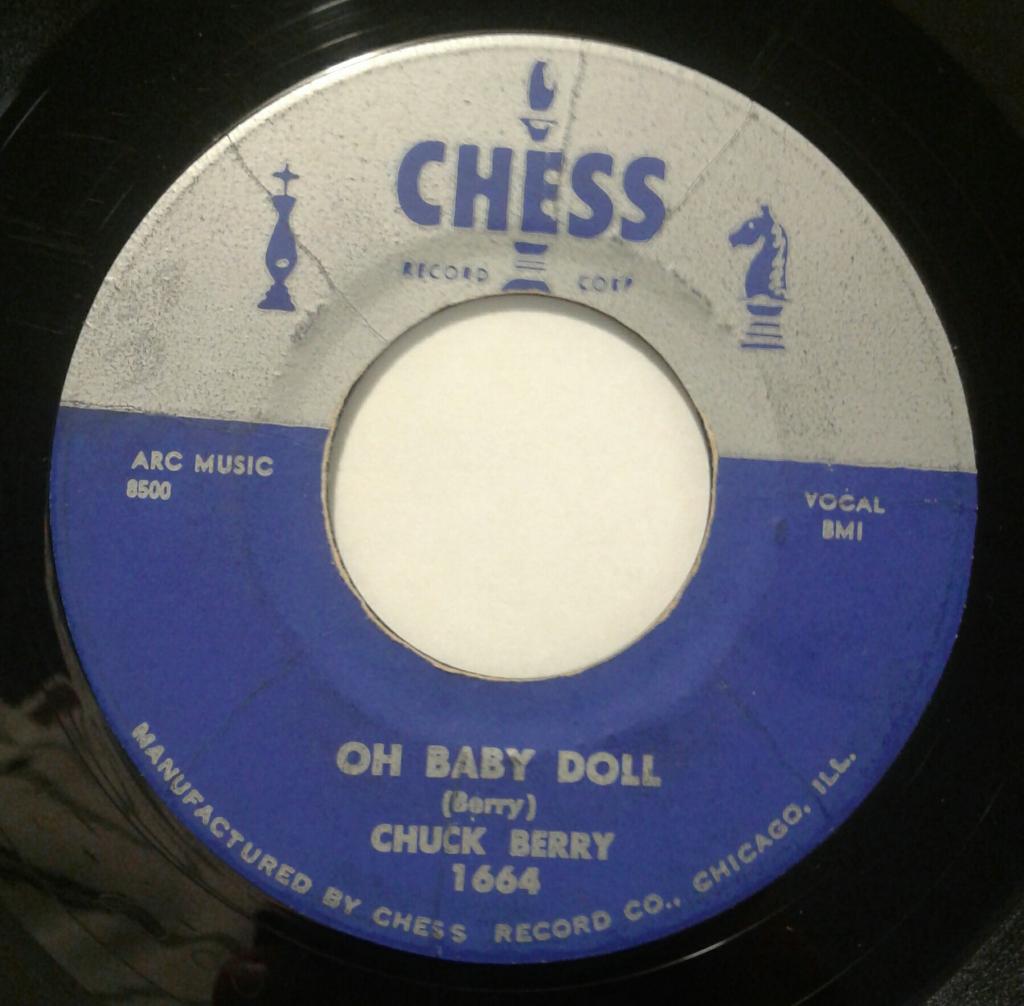 CHESS
RECORD CORP
ARC MUSIC
8500
VOCAL
BMI
OH BABY DOLL
(Berry)
CHUCK BERRY
1664
MANUFACTURED BY CHESS RECORD CO., CHICAGO, ILL.